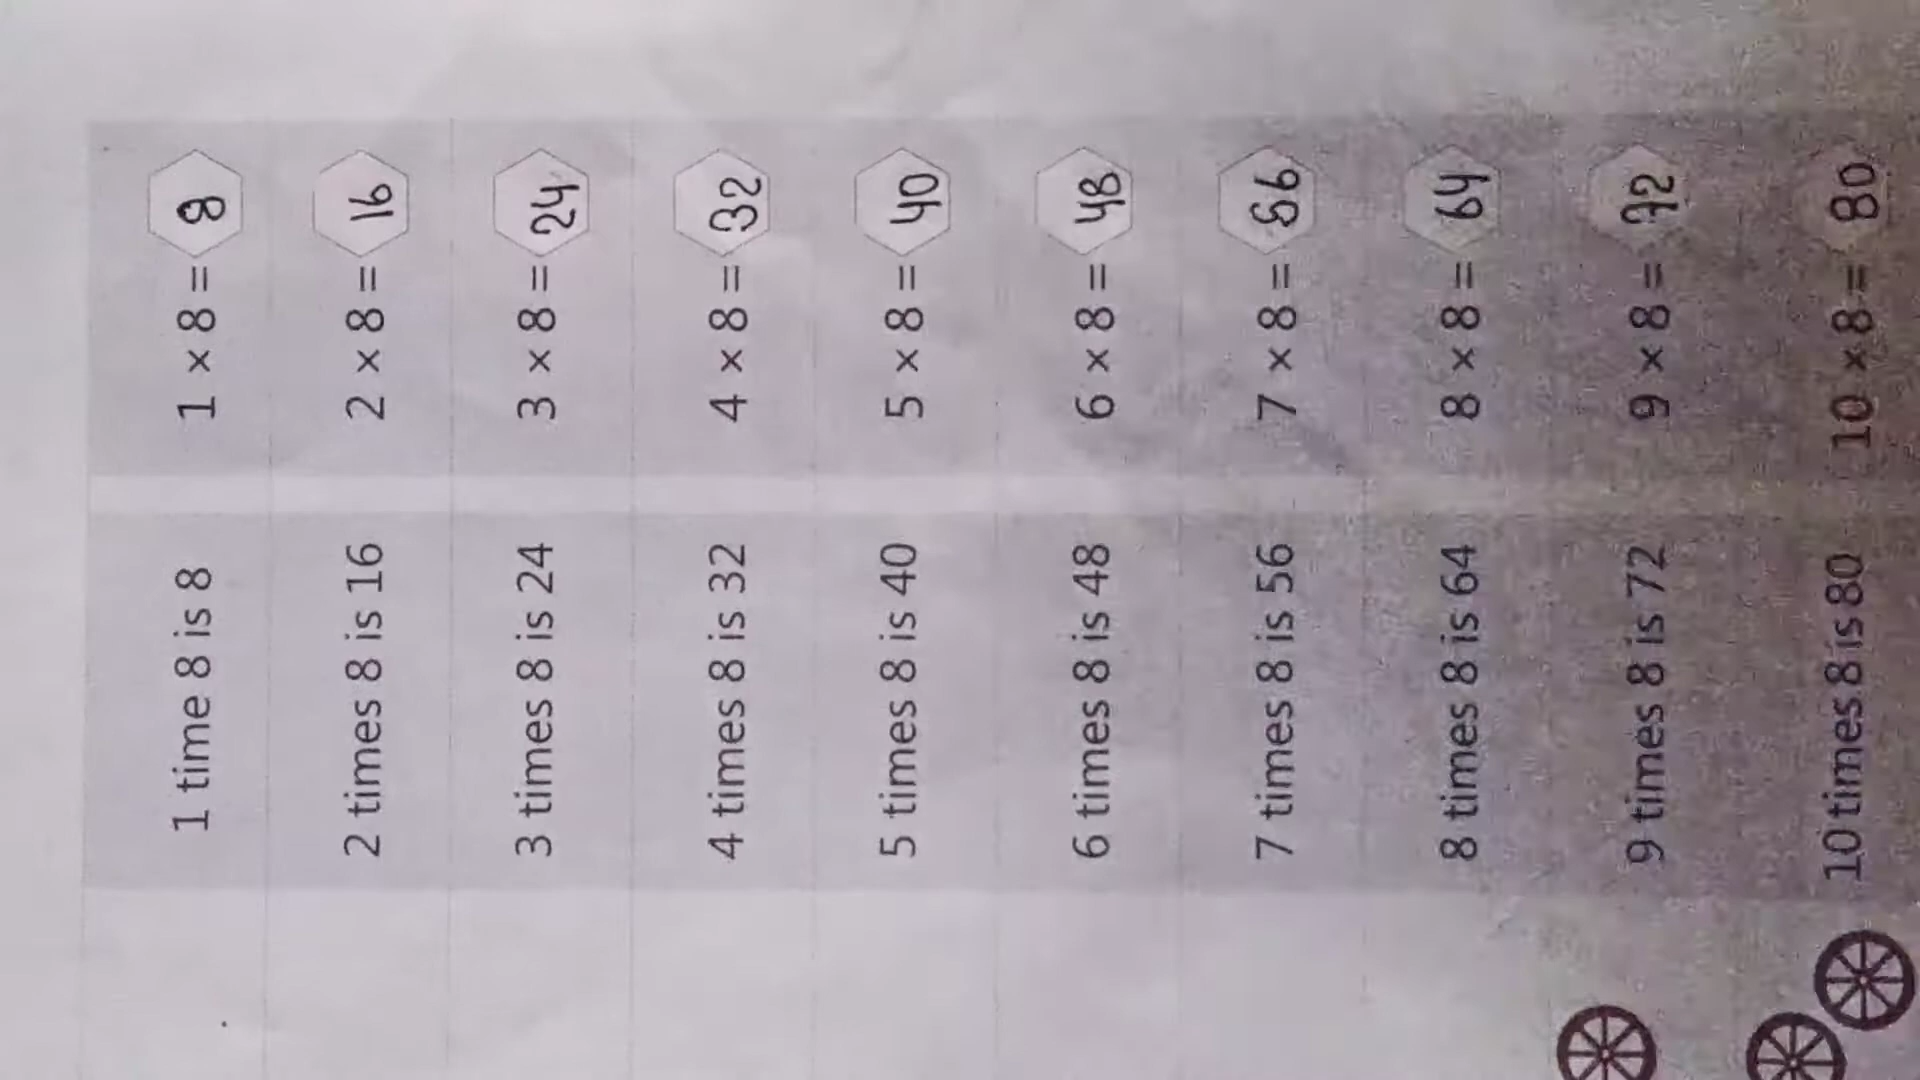 1 time 8 is 8 1 × 8 = 8
2 times 8 is 16 2 × 8 = 16
3 times 8 is 24 3 × 8 = 24
4 times 8 is 32 4 × 8 = 32
5 times 8 is 40 5 × 8 = 40
6 times 8 is 48 6 × 8 = 48
7 times 8 is 56 7 × 8 = 56
8 times 8 is 64 8 × 8 = 64
9 times 8 is 72 9 × 8 = 72
10 times 8 is 80 10 × 8 = 80